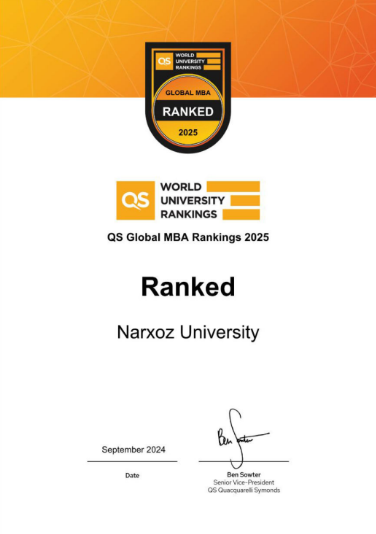 QS WORLD
UNIVERSITY
RANKINGS
GLOBAL MBA
RANKED
2025
QS WORLD
UNIVERSITY
RANKINGS
QS Global MBA Rankings 2025
Ranked
Narxoz University
September 2024
Date
Ben Sowter
Ben Sowter
Senior Vice-President
QS Quacquarelli Symonds